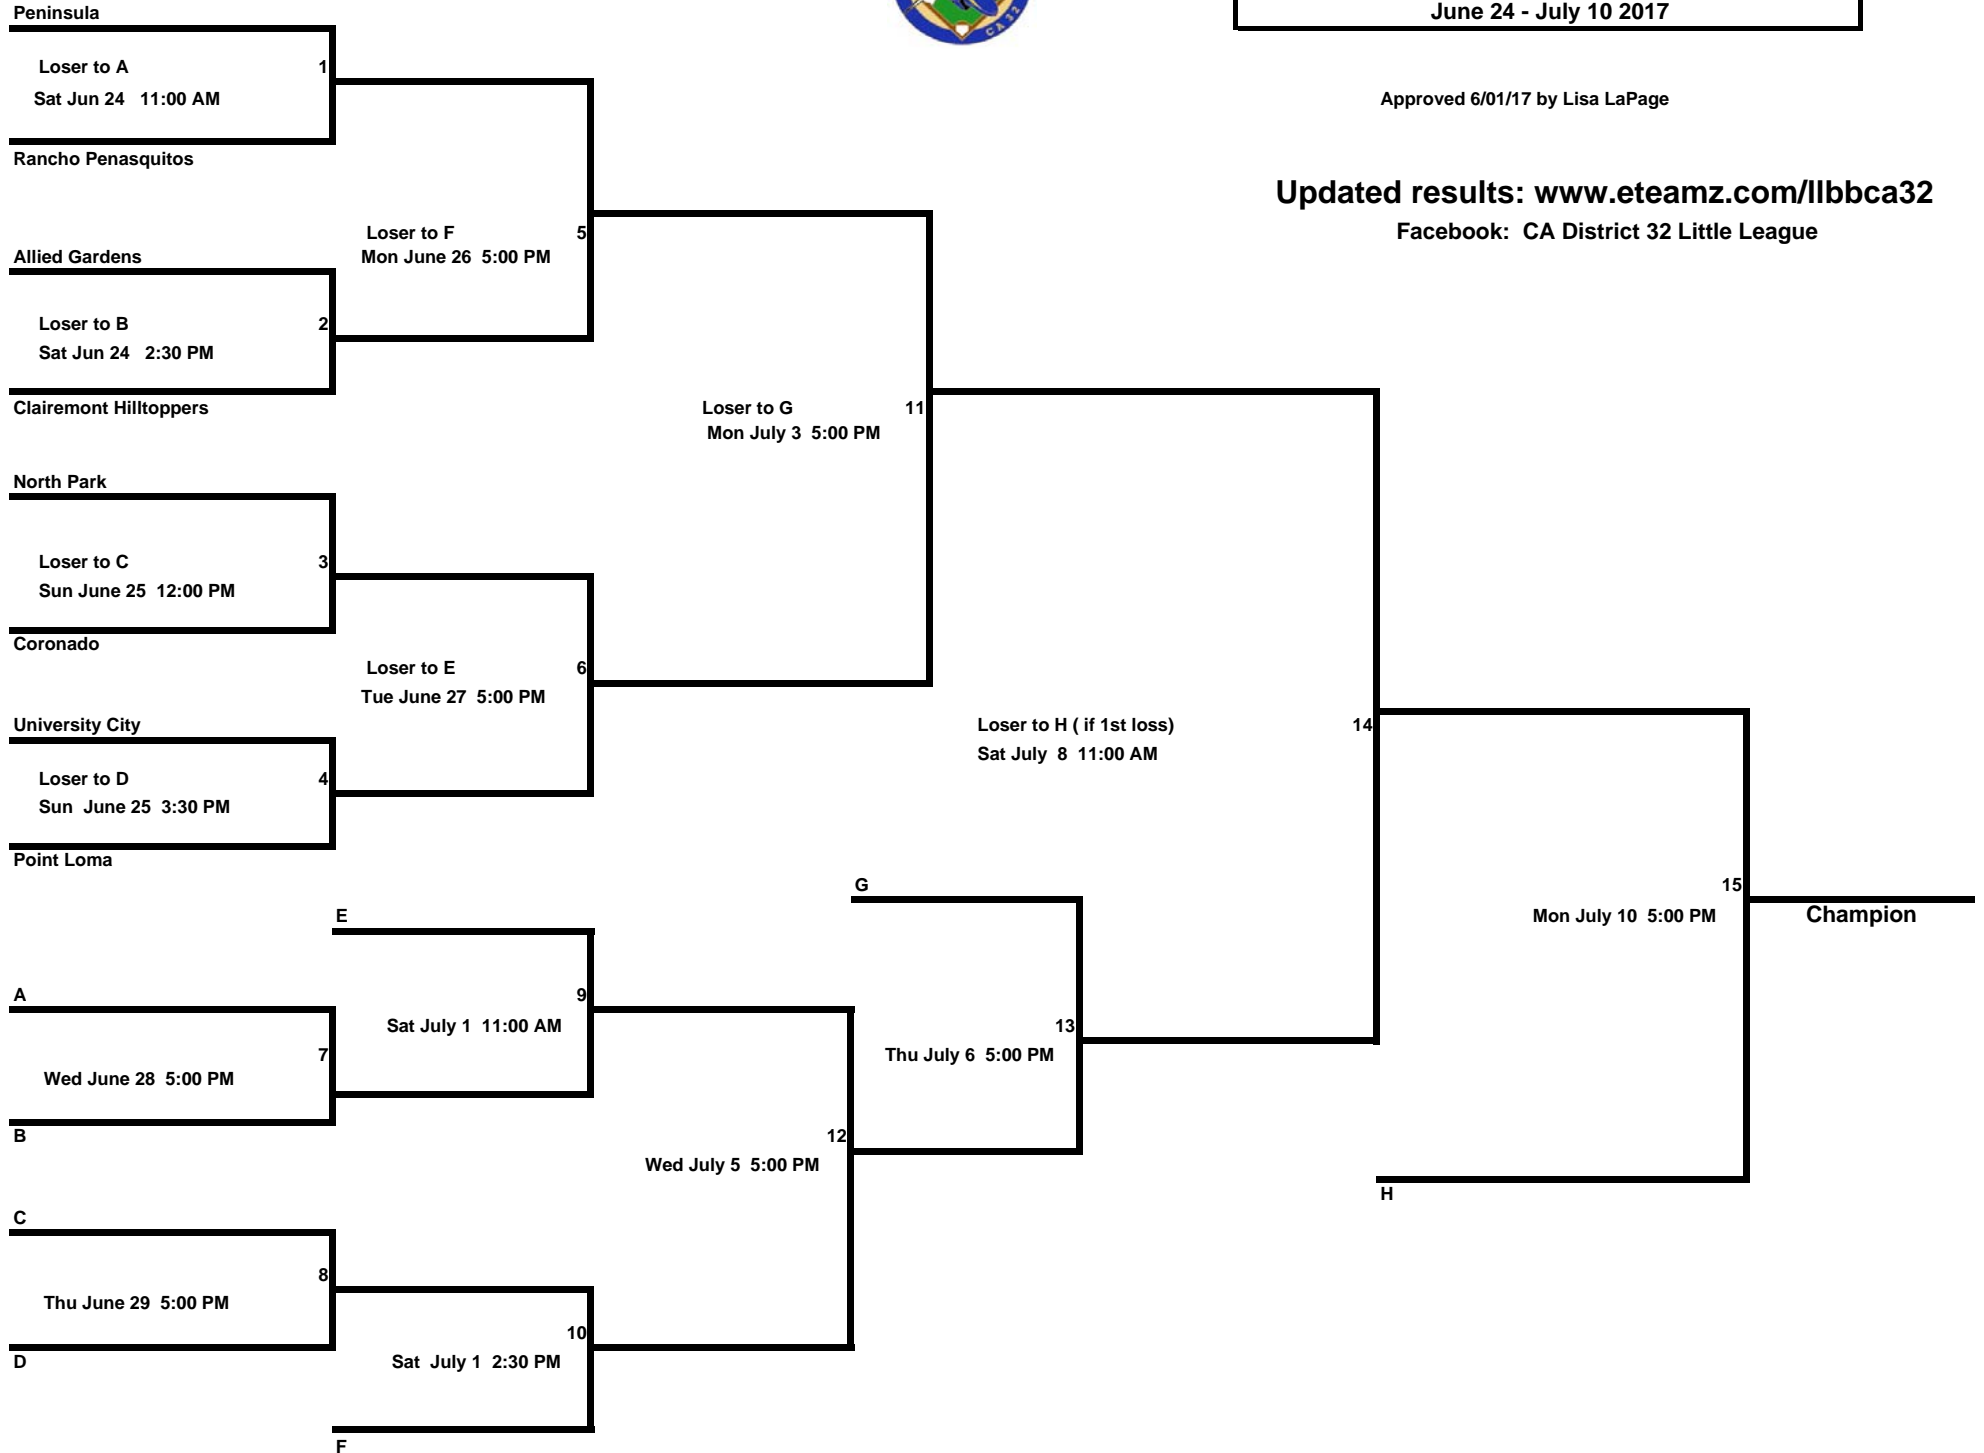 Peninsula
CA 32
June 24 - July 10 2017
Loser to A 1
Sat Jun 24 11:00 AM
Approved 6/01/17 by Lisa LaPage
Rancho Penasquitos
Updated results: www.eteamz.com/llbbca32
Facebook: CA District 32 Little League
Loser to F 5
Mon June 26 5:00 PM
Allied Gardens
Loser to B 2
Sat Jun 24 2:30 PM
Clairemont Hilltoppers
Loser to G 11
Mon July 3 5:00 PM
North Park
Loser to C 3
Sun June 25 12:00 PM
Coronado
Loser to E 6
Tue June 27 5:00 PM
University City
Loser to H ( if 1st loss) 14
Sat July 8 11:00 AM
Loser to D 4
Sun June 25 3:30 PM
Point Loma
G
15
E
Mon July 10 5:00 PM
Champion
A
9
Sat July 1 11:00 AM
13
Thu July 6 5:00 PM
7
Wed June 28 5:00 PM
B
12
Wed July 5 5:00 PM
H
C
8
Thu June 29 5:00 PM
10
D
Sat July 1 2:30 PM
F